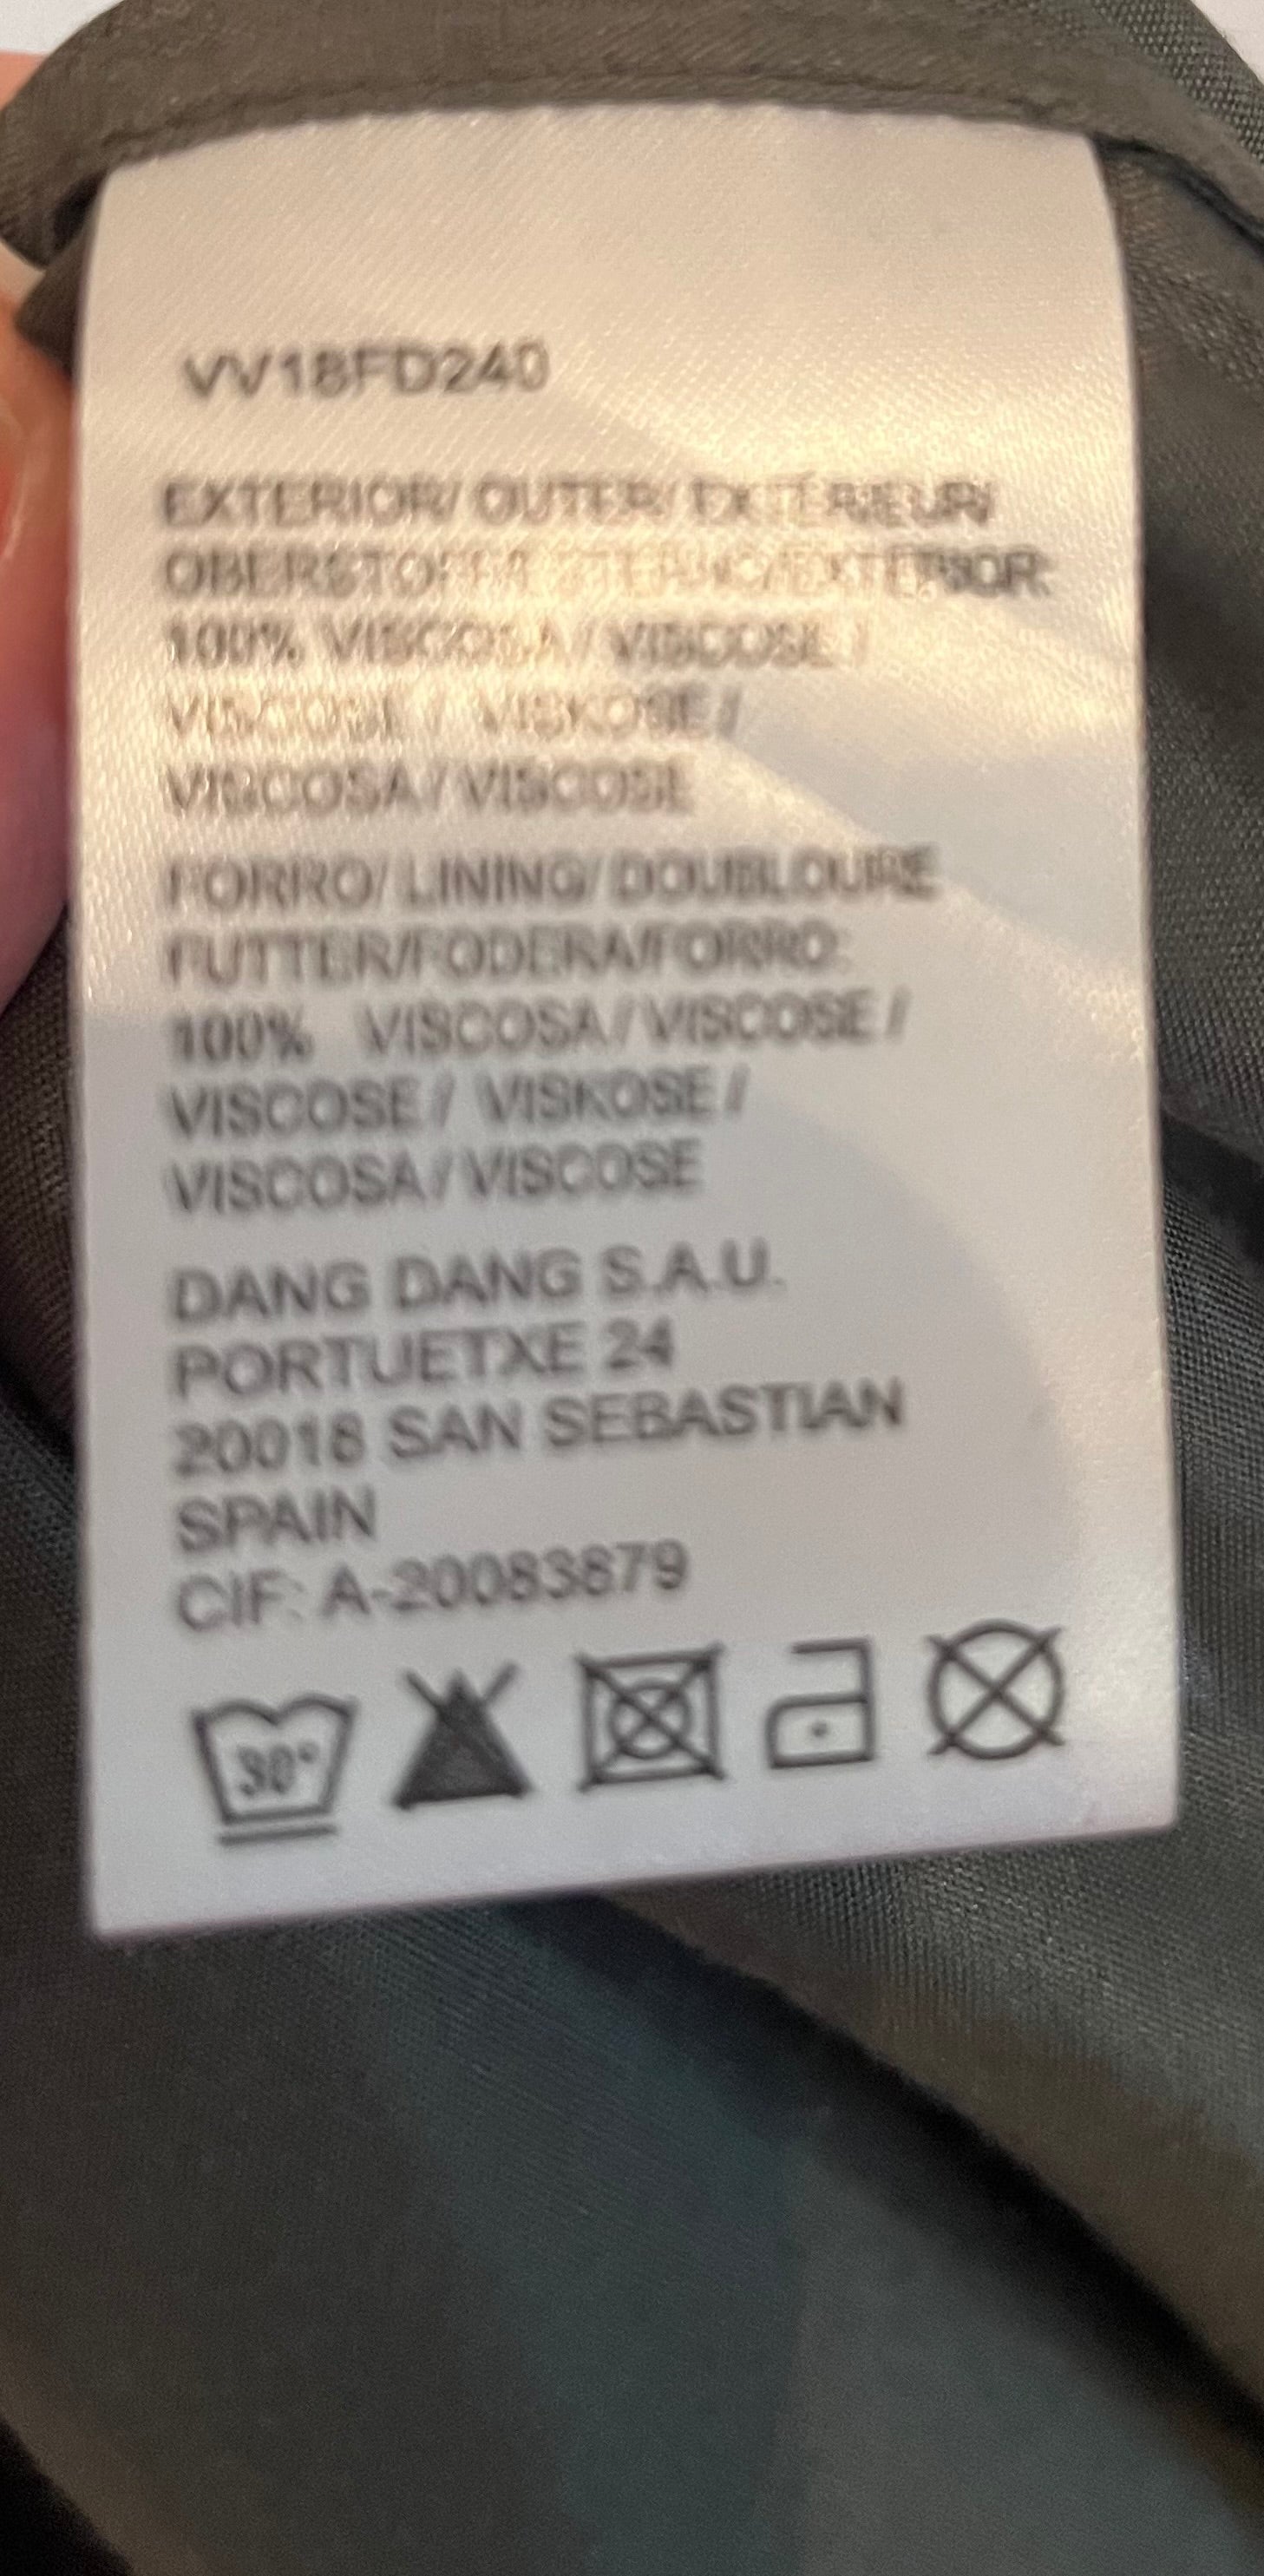 VV18FD240
EXTERIOR/ OUTER/ EXTÉRIEUR/
OBERSTOFF/ ESTERNO/EXTERIOR:
100% VISCOSA / VISCOSE /
VISCOSE / VISKOSE /
VISCOSA / VISCOSE
FORRO/ LINING/ DOUBLOURE
FUTTER/FODERA/FORRO:
100% VISCOSA / VISCOSE /
VISCOSE / VISKOSE /
VISCOSA / VISCOSE
DANG DANG S.A.U.
PORTUETXE 24
20018 SAN SEBASTIAN
SPAIN
CIF: A-20083879
30°